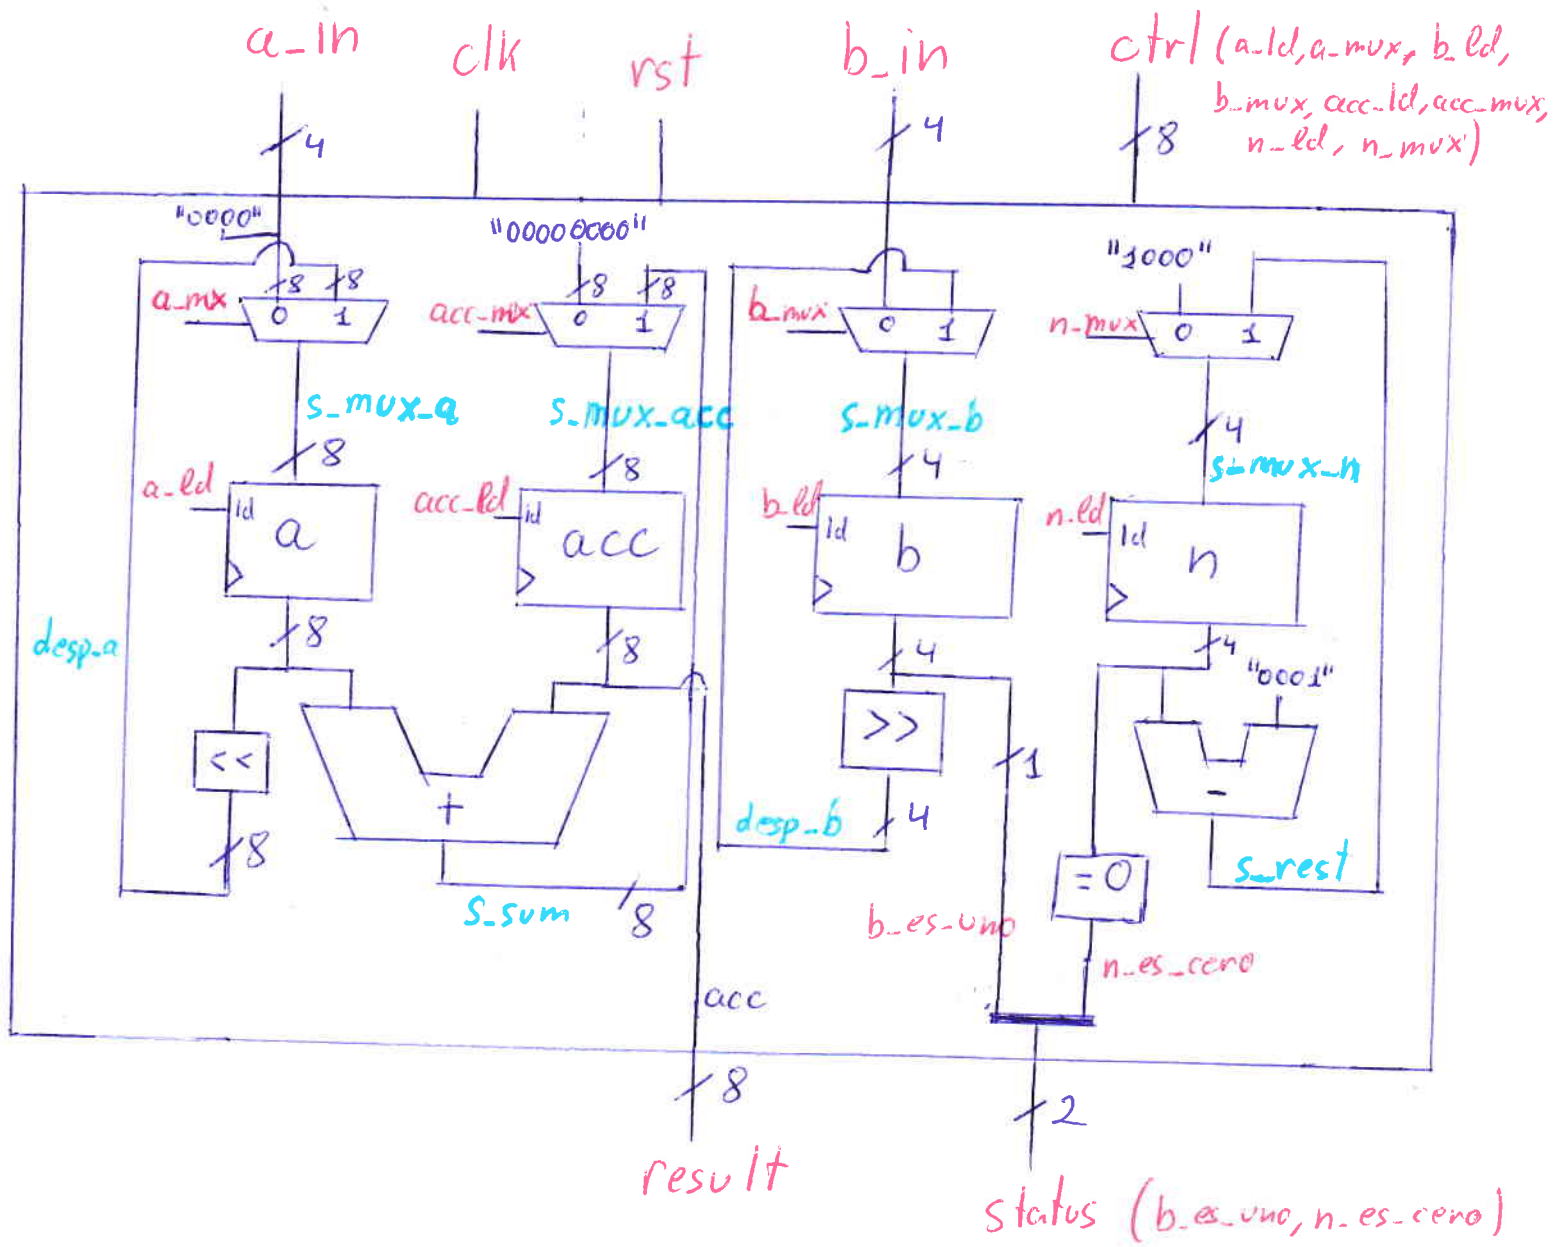 a_in
clk
rst
b_in
ctrl (a_ld, a_mux, b_ld,
b_mux, acc_ld, acc_mux,
n_ld, n_mux)
4
4
8
"0000"
"00000000"
"1000"
8
8
8
8
a_mx
0 1
acc_mx
0 1
b_mux
0 1
n_mux
0 1
s_mux_a
s_mux_acc
s_mux_b
4
s_mux_n
8
8
4
a_ld
ld
a
acc_ld
ld
acc
b_ld
ld
b
n_ld
ld
n
desp_a
8
8
4
4
"0001"
<<
>>
1
+
-
8
desp_b
4
= 0
s_rest
s_sum
8
b_es_uno
n_es_cero
acc
8
2
result
status (b_es_uno, n_es_cero)